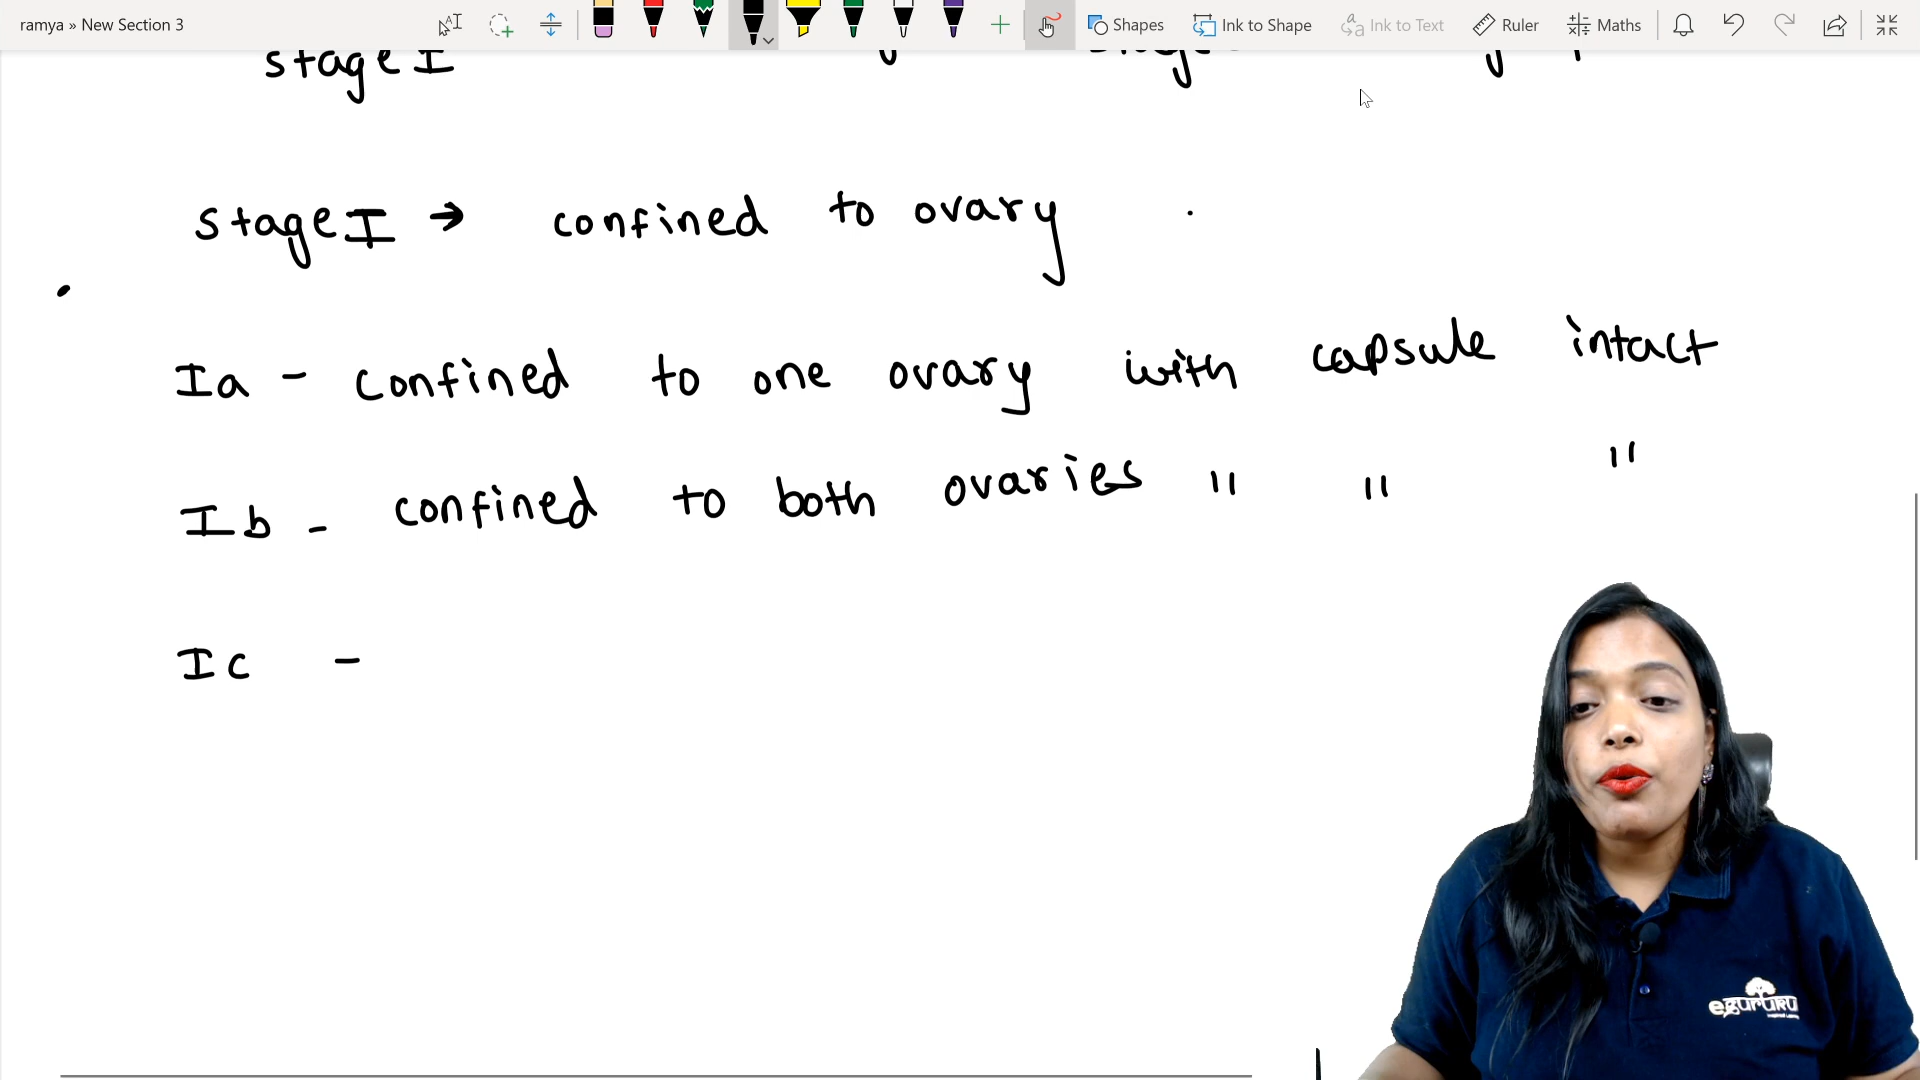 ramya » New Section 3 Shapes Ink to Shape Ink to Text Ruler Maths
stage I
stage I → confined to ovary
Ia - confined to one ovary with capsule intact
Ib - confined to both ovaries " " "
Ic -
eGURUKU